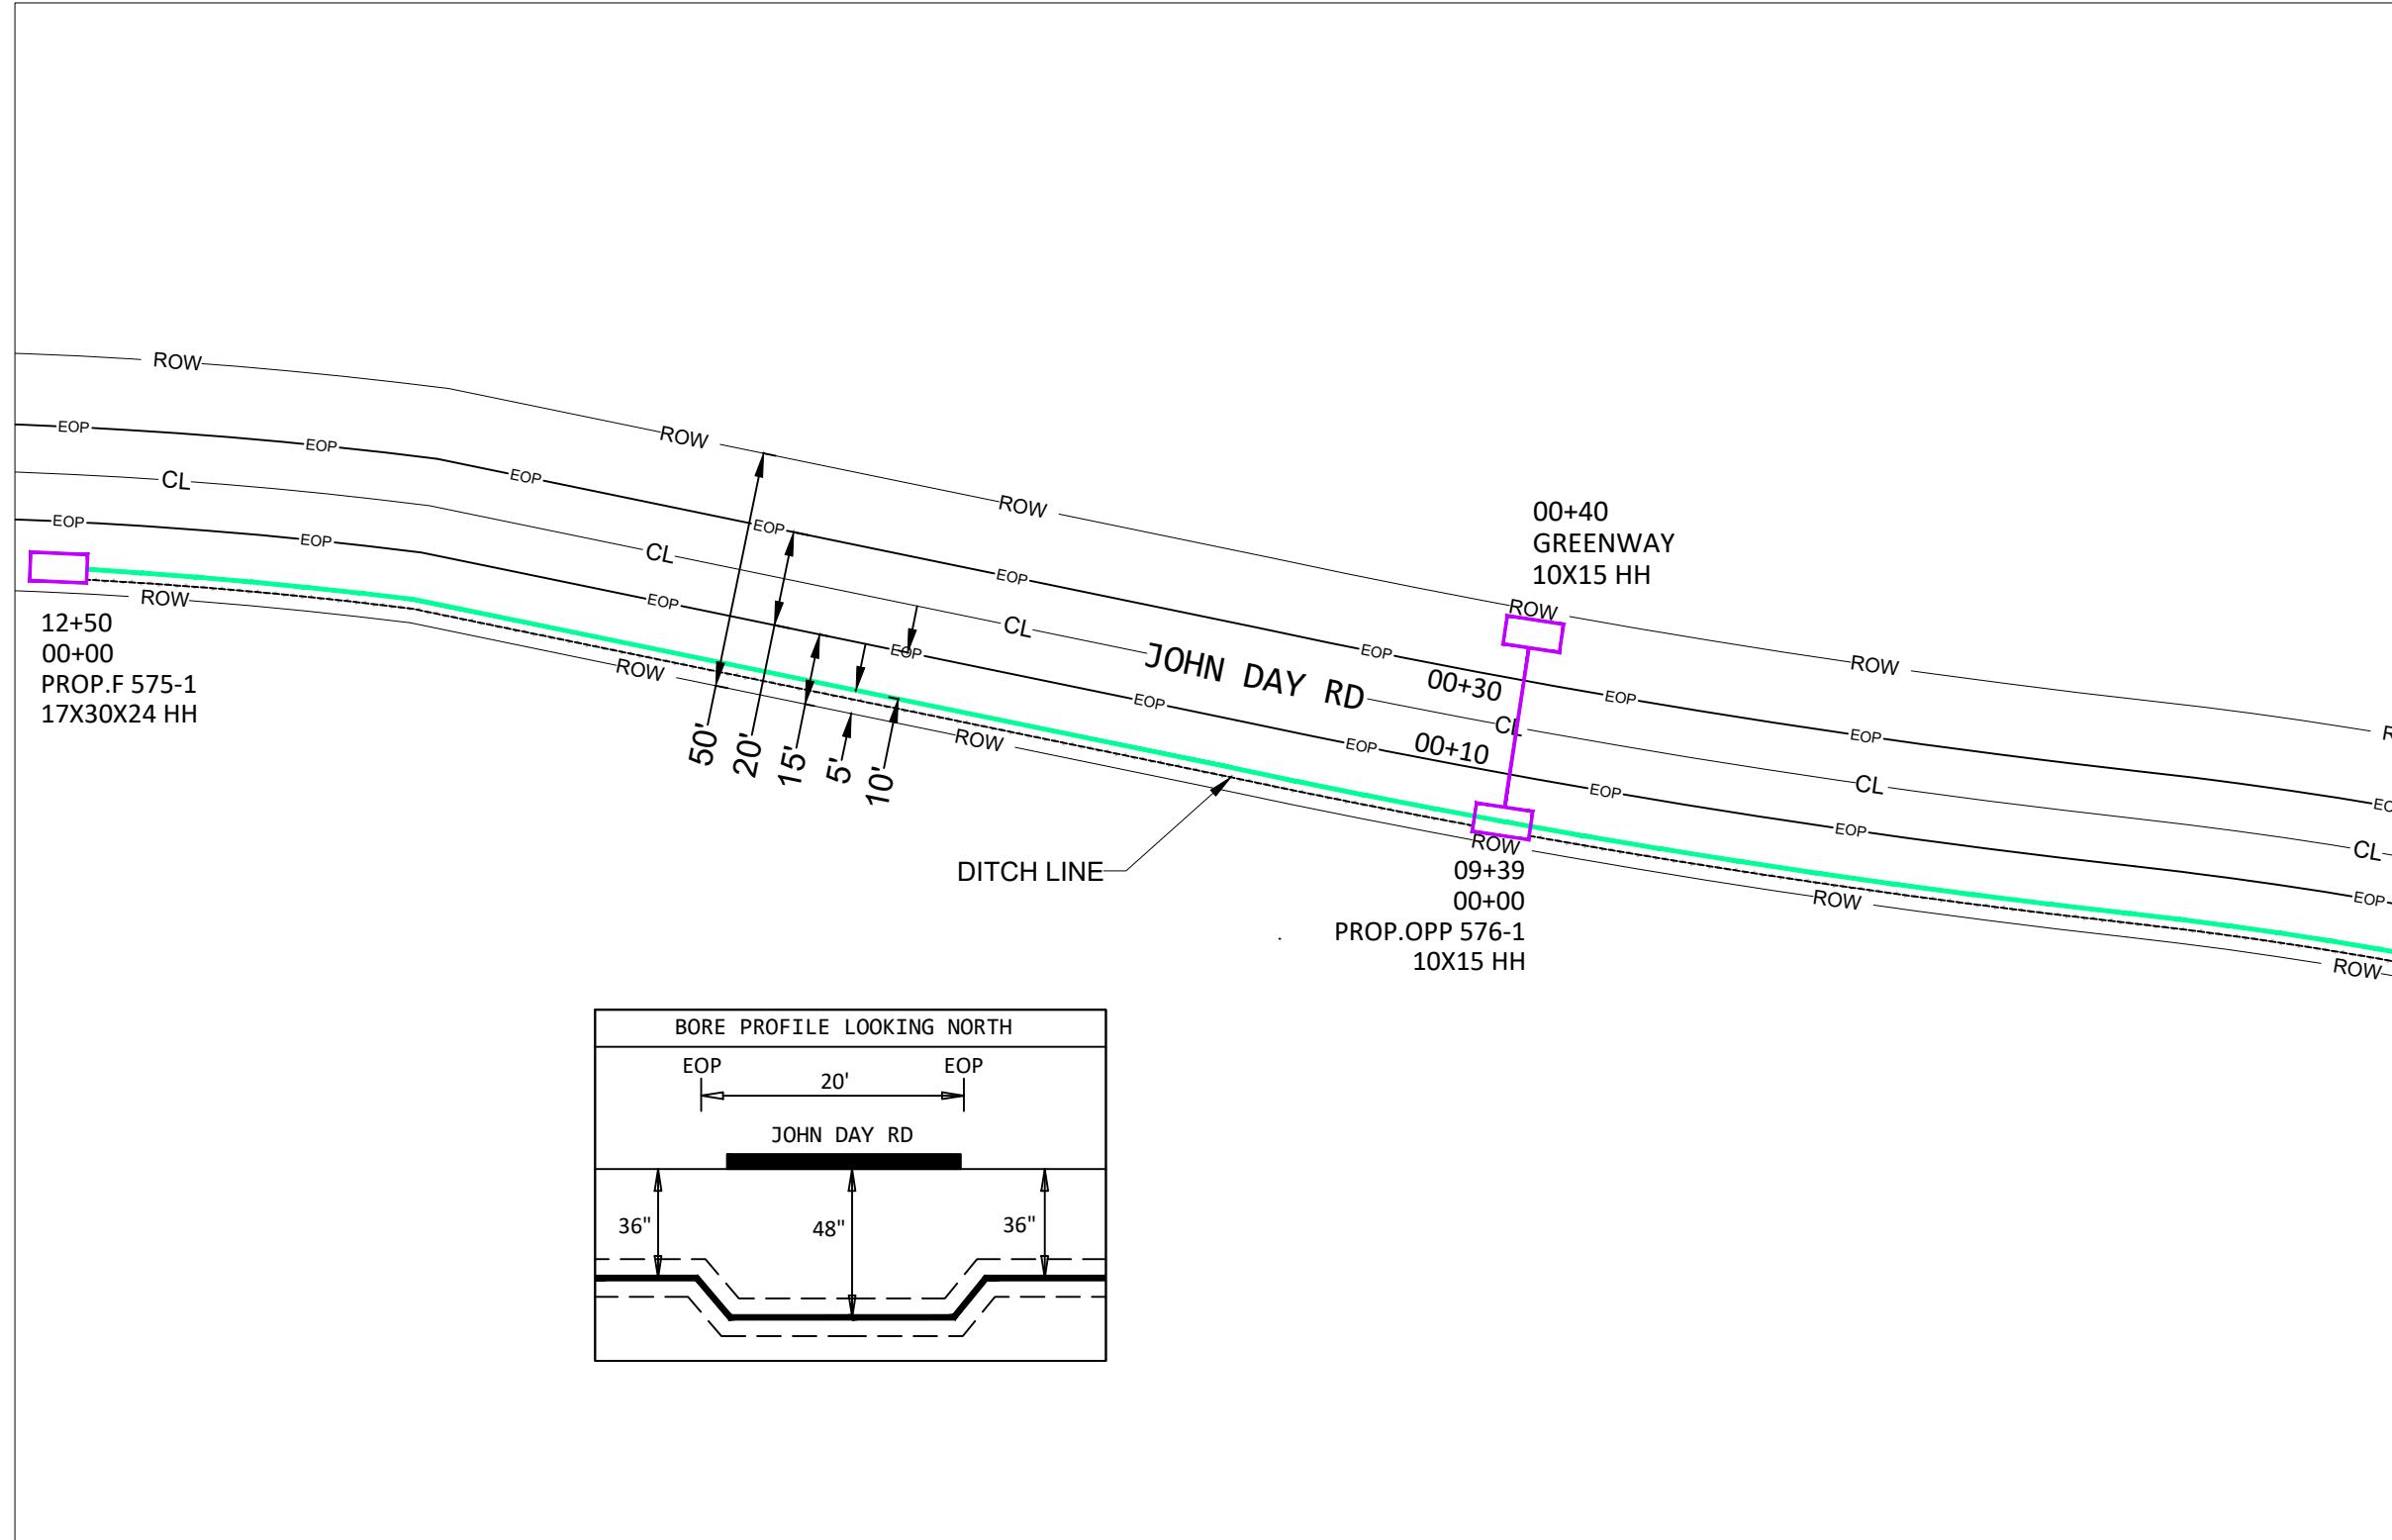 ROW
ROW
ROW
ROW
ROW
R
EOP
EOP
EOP
EOP
EOP
EOP
EOP
EOP
EO
CL
CL
CL
JOHN DAY RD
CL
CL
CL
EOP
EOP
EOP
EOP
EOP
EOP
EOP
EOP
EOP
ROW
ROW
ROW
ROW
ROW
ROW
00+40
GREENWAY
10X15 HH
00+30
00+10
12+50
00+00
PROP.F 575-1
17X30X24 HH
50'
20'
15'
5'
10'
DITCH LINE
09+39
00+00
PROP.OPP 576-1
10X15 HH
BORE PROFILE LOOKING NORTH
EOP EOP
20'
JOHN DAY RD
36" 48" 36"